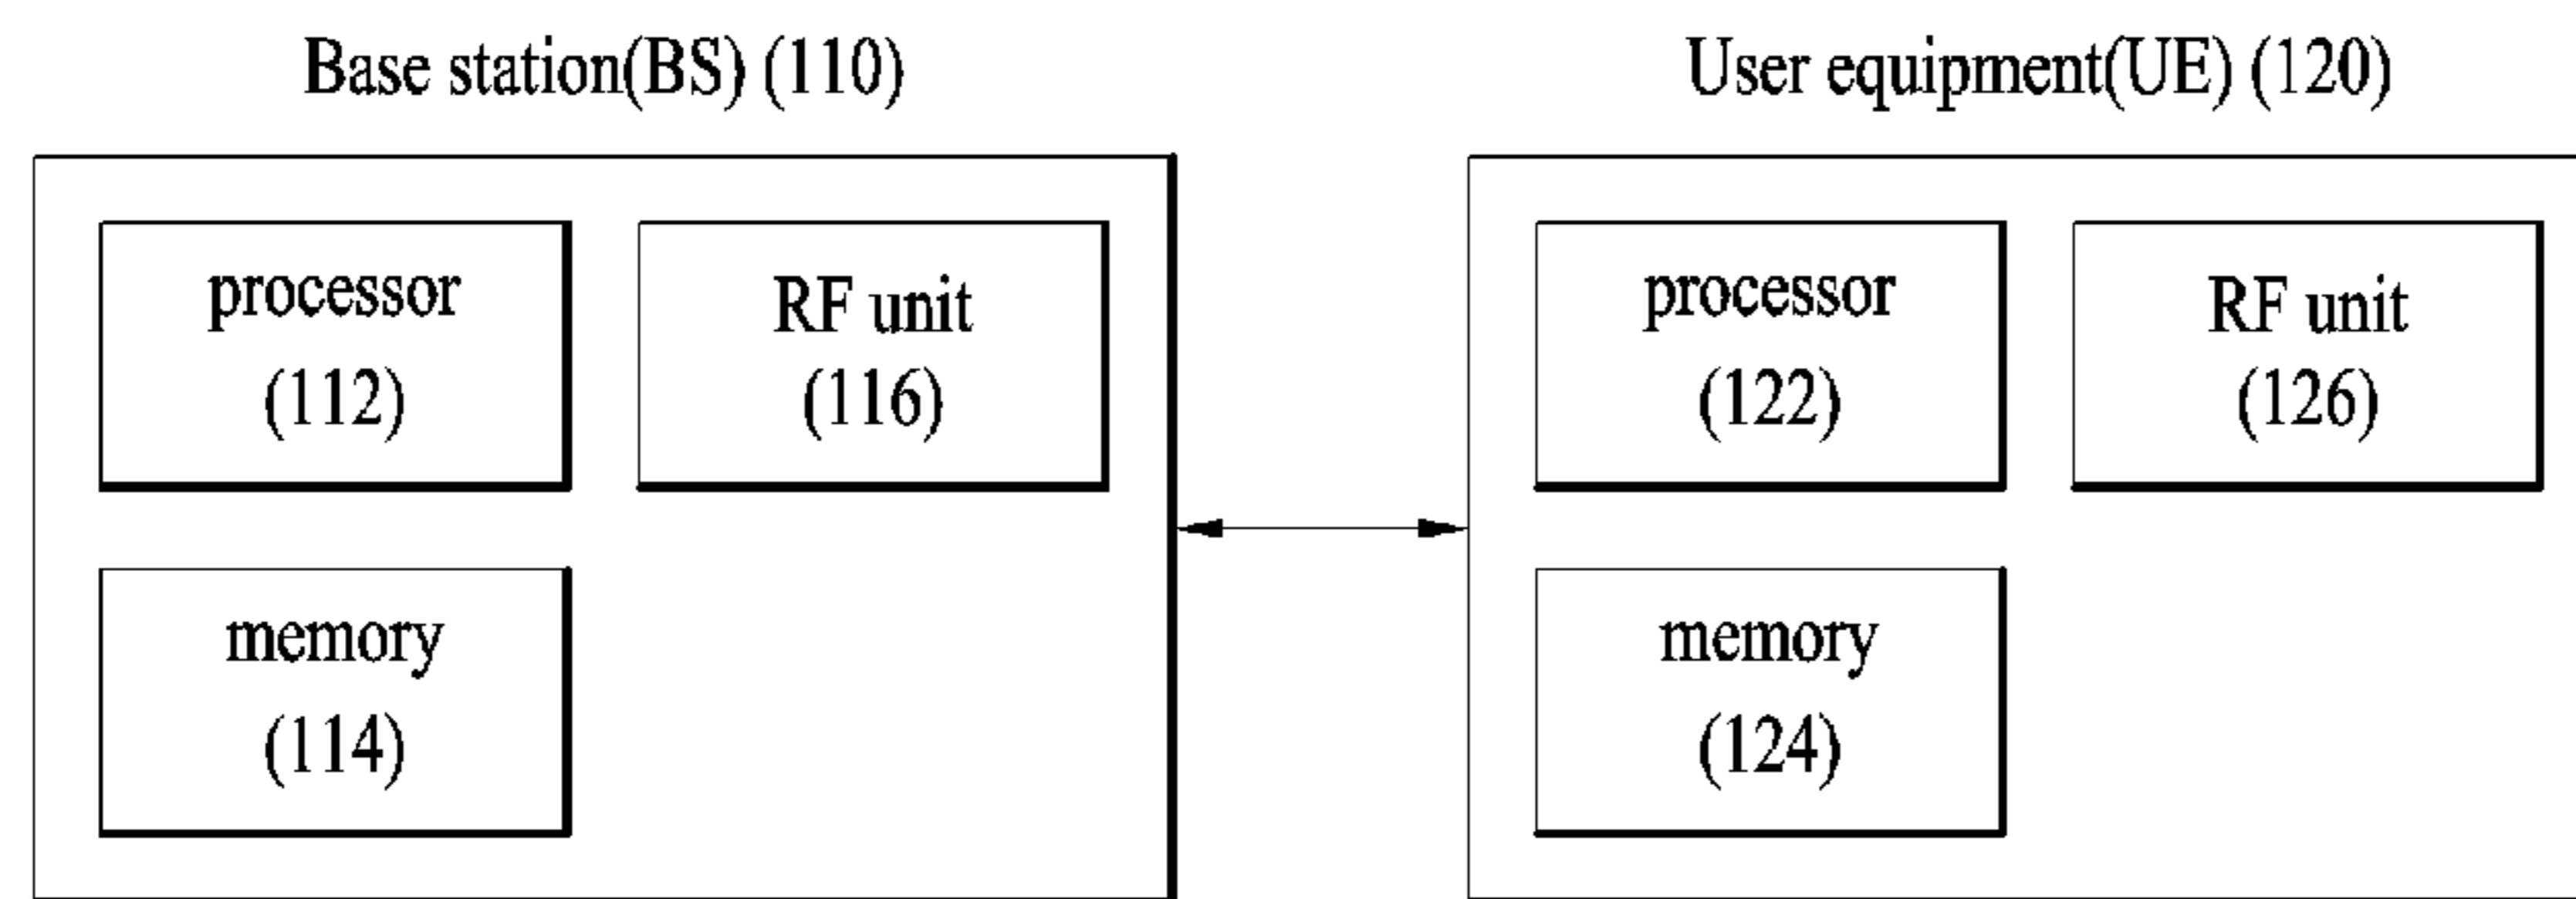 Base station(BS) (110)
processor
(112)
RF unit
(116)
memory
(114)
User equipment(UE) (120)
processor
(122)
RF unit
(126)
memory
(124)